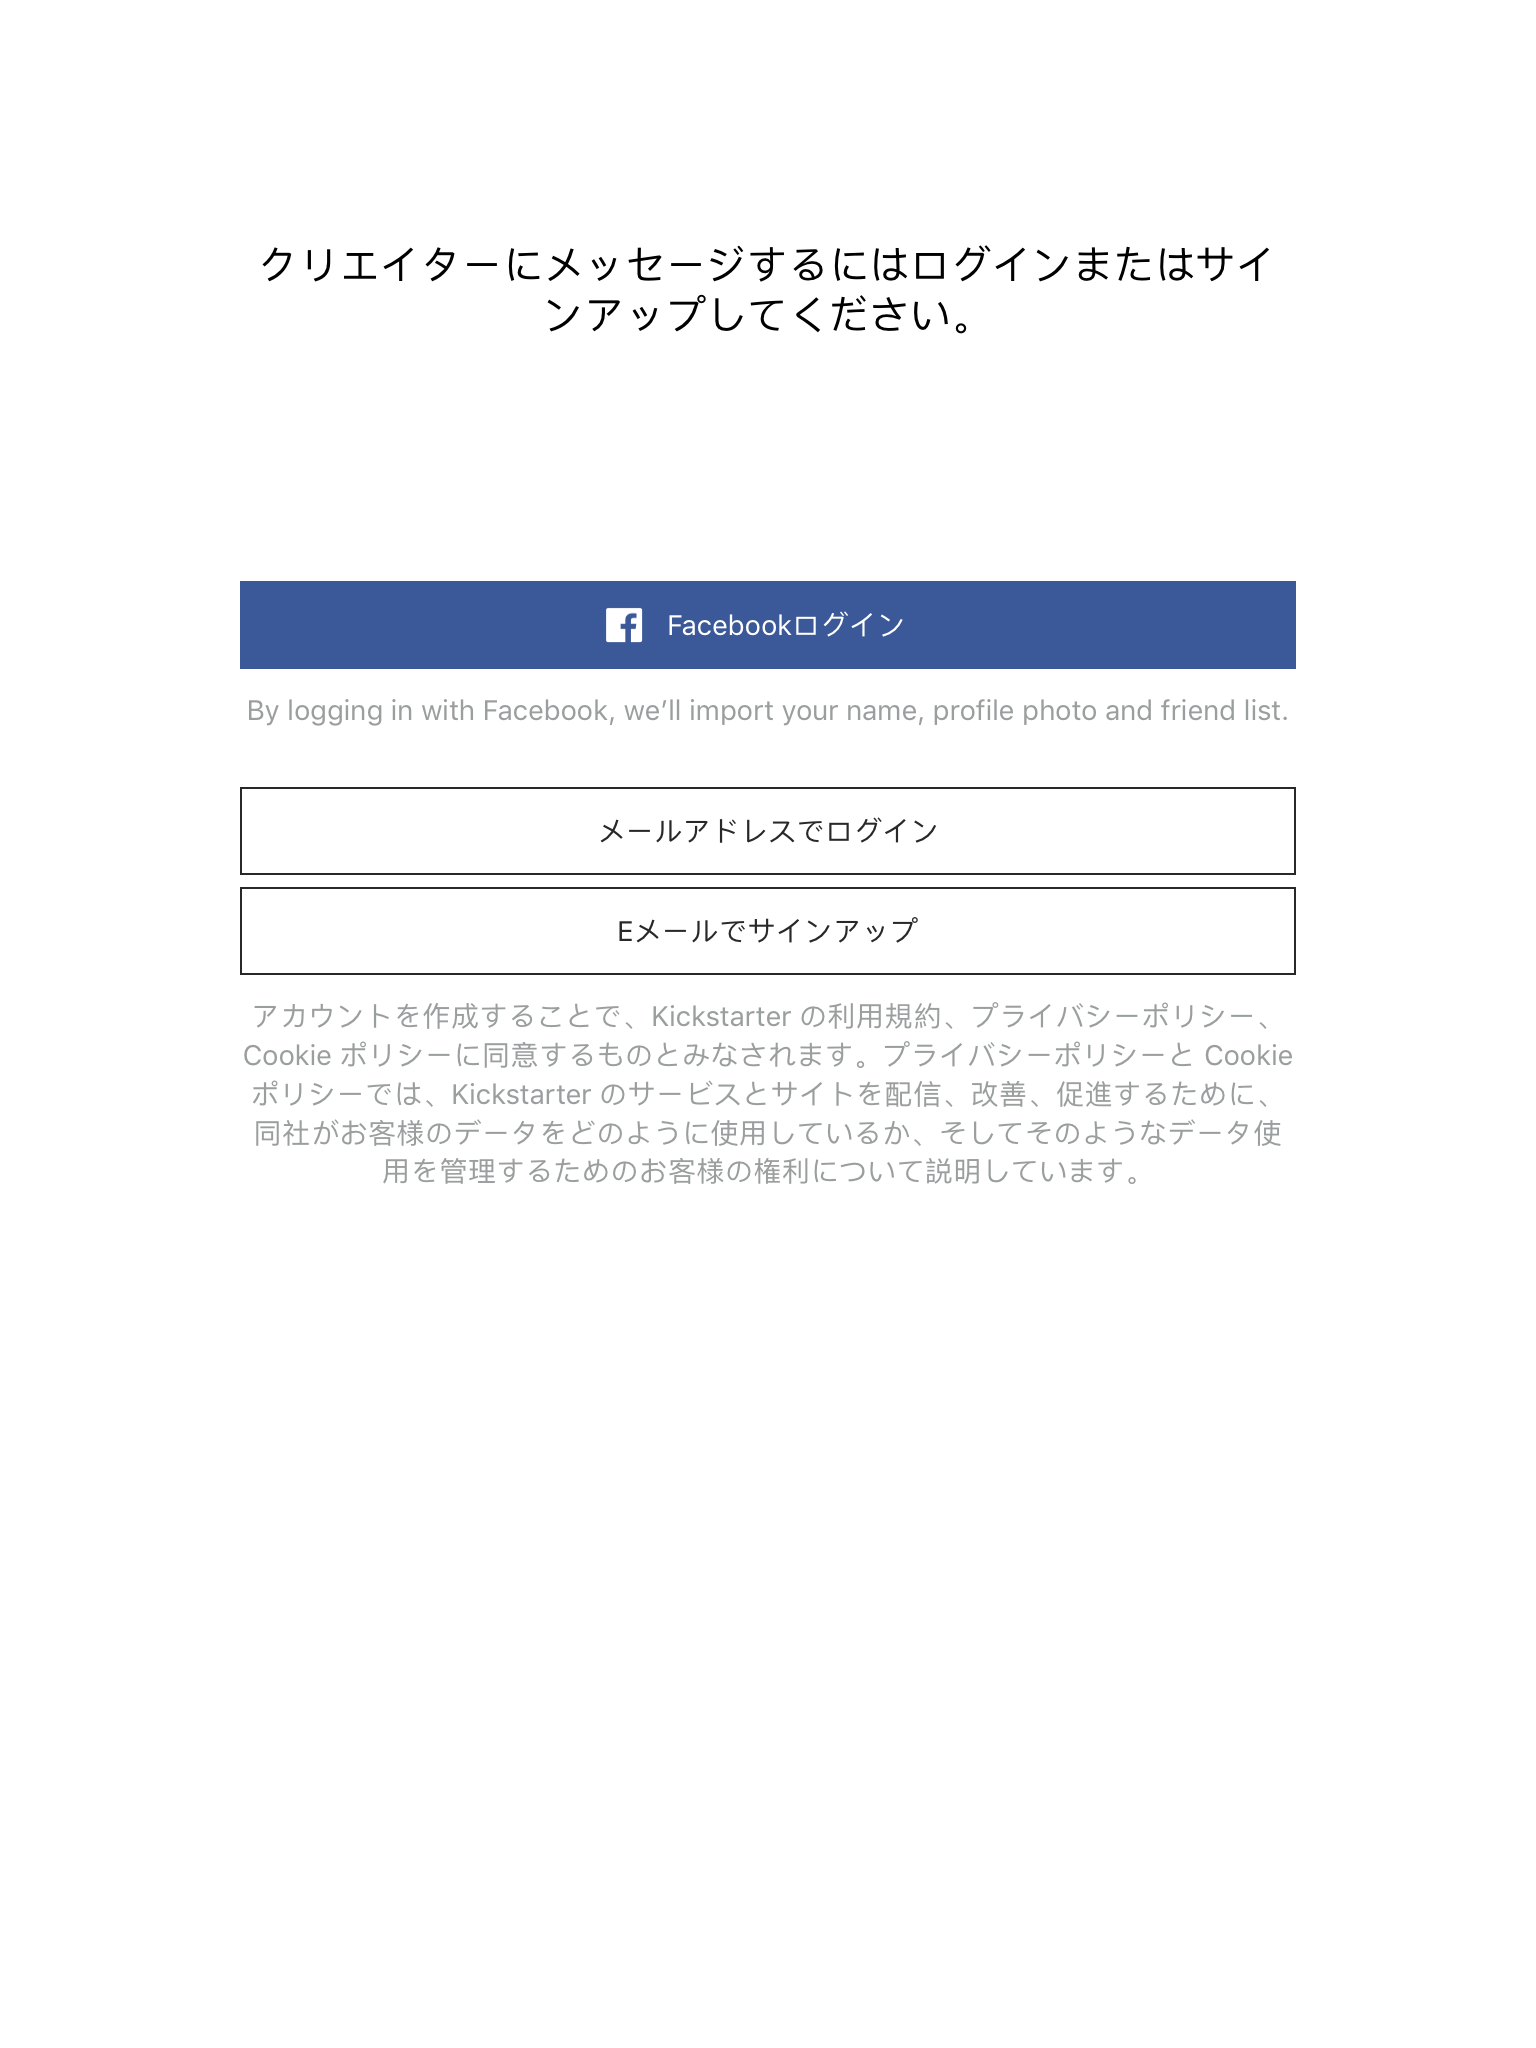 クリエイターにメッセージするにはログインまたはサイ
ンアップしてください。
Facebookログイン
By logging in with Facebook, we’ll import your name, profile photo and friend list.
メールアドレスでログイン
Eメールでサインアップ
アカウントを作成することで、Kickstarter の利用規約、プライバシーポリシー、
Cookie ポリシーに同意するものとみなされます。プライバシーポリシーと Cookie
ポリシーでは、Kickstarter のサービスとサイトを配信、改善、促進するために、
同社がお客様のデータをどのように使用しているか、そしてそのようなデータ使
用を管理するためのお客様の権利について説明しています。